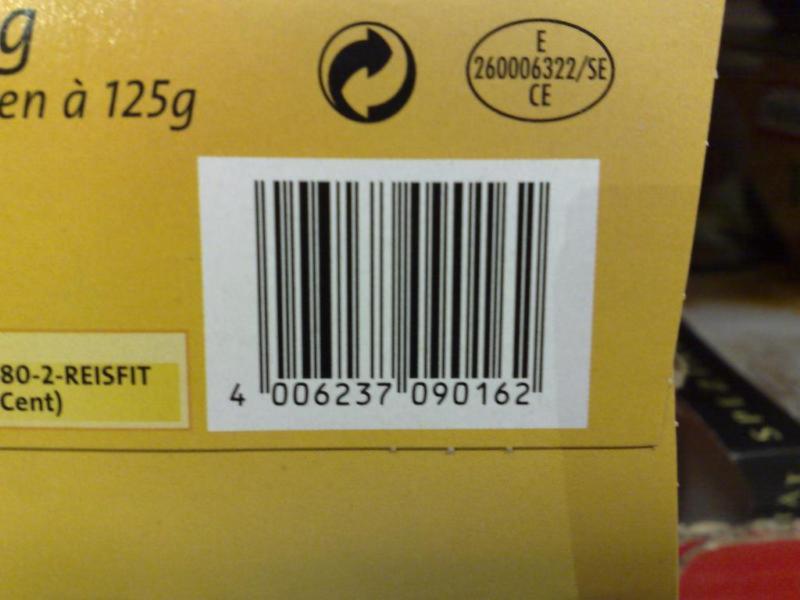 g
en à 125g
E
260006322/SE
CE
80-2-REISFIT
Cent)
4 006237 090162